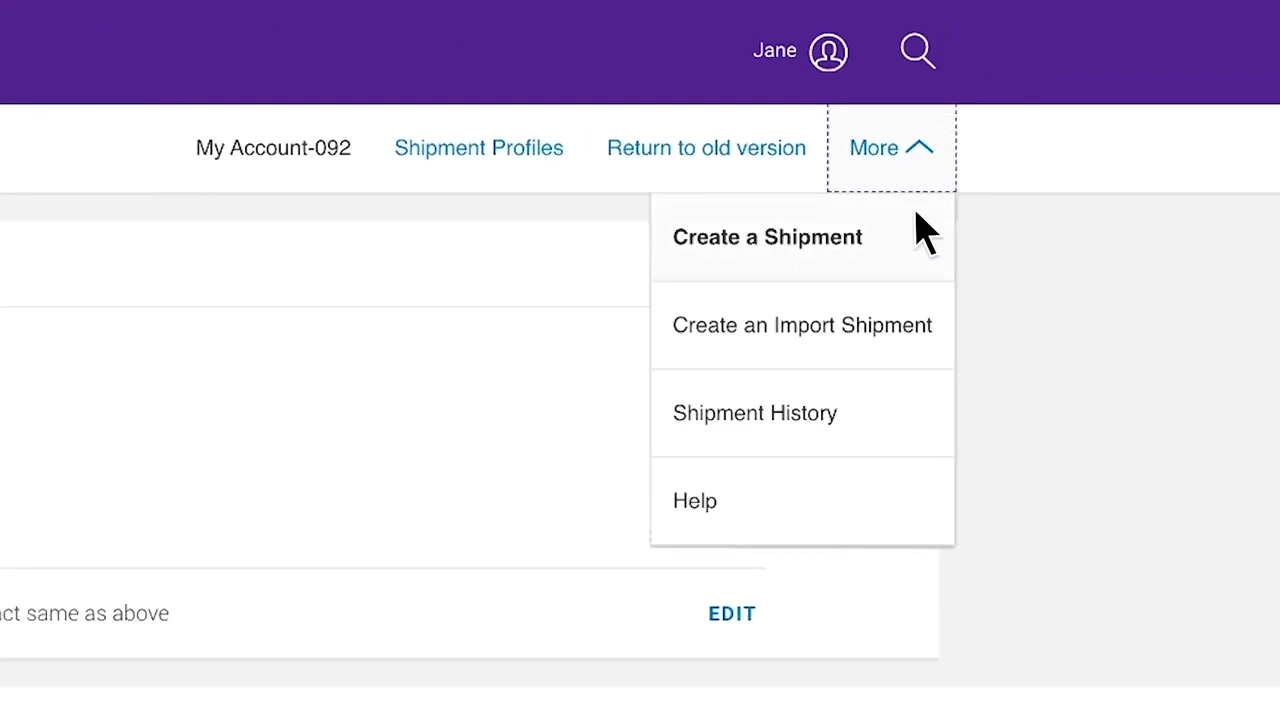 Jane
My Account-092 Shipment Profiles Return to old version More
Create a Shipment
Create an Import Shipment
Shipment History
Help
same as above EDIT